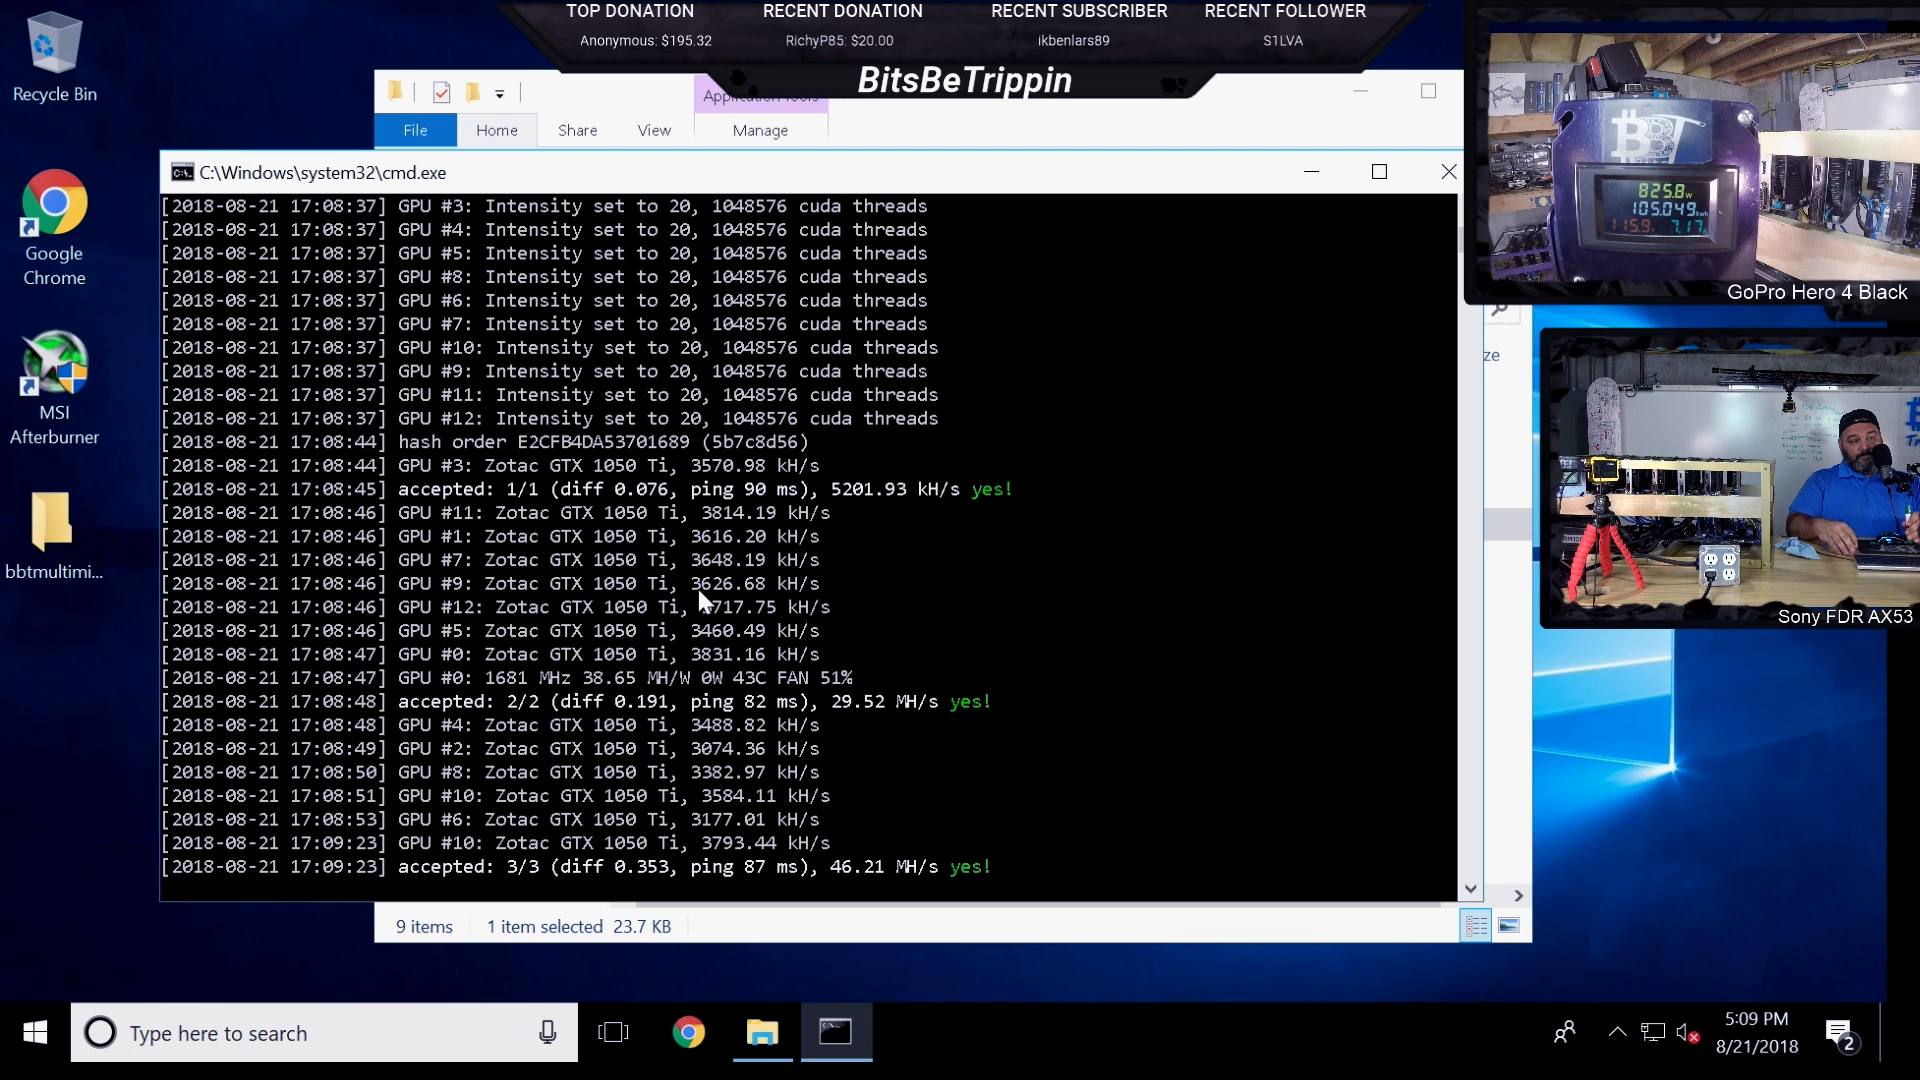 TOP DONATION
Anonymous: $195.32
RECENT DONATION
RichyP85: $20.00
RECENT SUBSCRIBER
ikbenlars89
RECENT FOLLOWER
S1LVA
BitsBeTrippin
Recycle Bin
Google
Chrome
MSI
Afterburner
bbtmultimi...
File
Home
Share
View
Manage
C:\Windows\system32\cmd.exe
[2018-08-21 17:08:37] GPU #3: Intensity set to 20, 1048576 cuda threads
[2018-08-21 17:08:37] GPU #4: Intensity set to 20, 1048576 cuda threads
[2018-08-21 17:08:37] GPU #5: Intensity set to 20, 1048576 cuda threads
[2018-08-21 17:08:37] GPU #8: Intensity set to 20, 1048576 cuda threads
[2018-08-21 17:08:37] GPU #6: Intensity set to 20, 1048576 cuda threads
[2018-08-21 17:08:37] GPU #7: Intensity set to 20, 1048576 cuda threads
[2018-08-21 17:08:37] GPU #10: Intensity set to 20, 1048576 cuda threads
[2018-08-21 17:08:37] GPU #9: Intensity set to 20, 1048576 cuda threads
[2018-08-21 17:08:37] GPU #11: Intensity set to 20, 1048576 cuda threads
[2018-08-21 17:08:37] GPU #12: Intensity set to 20, 1048576 cuda threads
[2018-08-21 17:08:44] hash order E2CFB4DA53701689 (5b7c8d56)
[2018-08-21 17:08:44] GPU #3: Zotac GTX 1050 Ti, 3570.98 kH/s
[2018-08-21 17:08:45] accepted: 1/1 (diff 0.076, ping 90 ms), 5201.93 kH/s yes!
[2018-08-21 17:08:46] GPU #11: Zotac GTX 1050 Ti, 3814.19 kH/s
[2018-08-21 17:08:46] GPU #1: Zotac GTX 1050 Ti, 3616.20 kH/s
[2018-08-21 17:08:46] GPU #7: Zotac GTX 1050 Ti, 3648.19 kH/s
[2018-08-21 17:08:46] GPU #9: Zotac GTX 1050 Ti, 3626.68 kH/s
[2018-08-21 17:08:46] GPU #12: Zotac GTX 1050 Ti, 717.75 kH/s
[2018-08-21 17:08:46] GPU #5: Zotac GTX 1050 Ti, 3460.49 kH/s
[2018-08-21 17:08:47] GPU #0: Zotac GTX 1050 Ti, 3831.16 kH/s
[2018-08-21 17:08:47] GPU #0: 1681 MHz 38.65 MH/W 0W 43C FAN 51%
[2018-08-21 17:08:48] accepted: 2/2 (diff 0.191, ping 82 ms), 29.52 MH/s yes!
[2018-08-21 17:08:48] GPU #4: Zotac GTX 1050 Ti, 3488.82 kH/s
[2018-08-21 17:08:49] GPU #2: Zotac GTX 1050 Ti, 3074.36 kH/s
[2018-08-21 17:08:50] GPU #8: Zotac GTX 1050 Ti, 3382.97 kH/s
[2018-08-21 17:08:51] GPU #10: Zotac GTX 1050 Ti, 3584.11 kH/s
[2018-08-21 17:08:53] GPU #6: Zotac GTX 1050 Ti, 3177.01 kH/s
[2018-08-21 17:09:23] GPU #10: Zotac GTX 1050 Ti, 3793.44 kH/s
[2018-08-21 17:09:23] accepted: 3/3 (diff 0.353, ping 87 ms), 46.21 MH/s yes!
825.8w
105.049kwh
115.9v 7.17A
GoPro Hero 4 Black
ze
Sony FDR AX53
9 items
1 item selected 23.7 KB
Type here to search
5:09 PM
8/21/2018
2